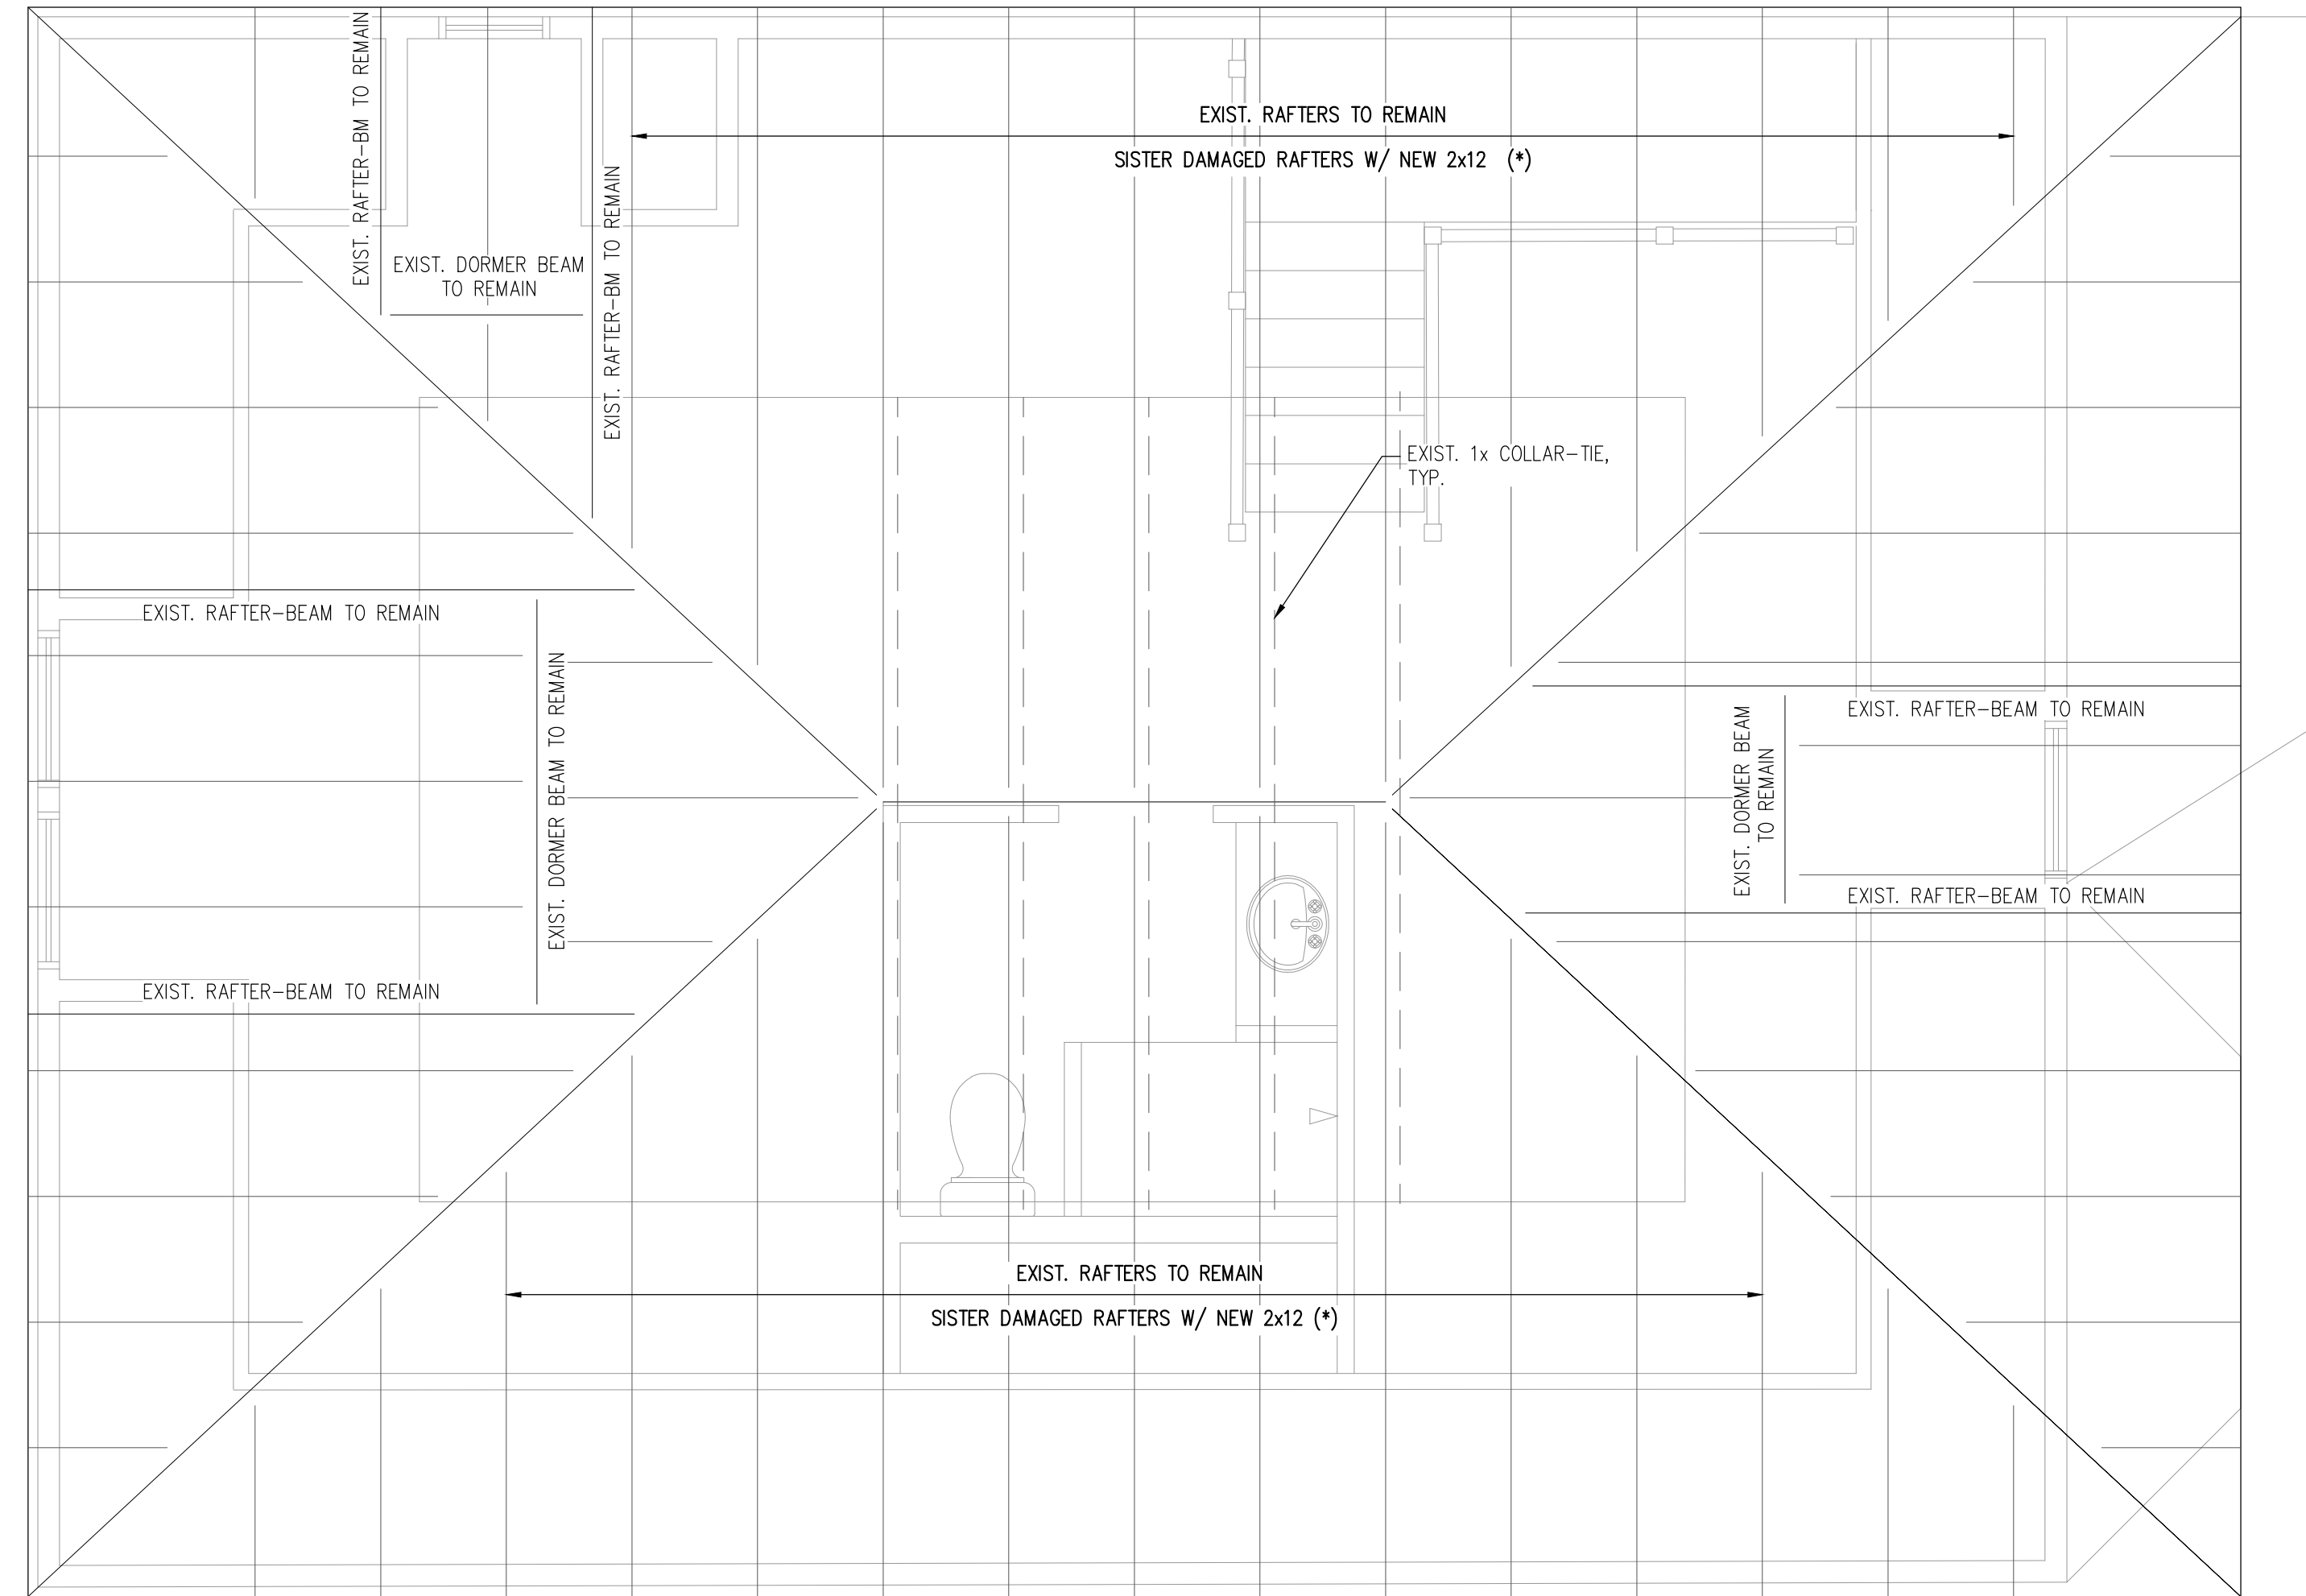 EXIST. RAFTER-BM TO REMAIN
EXIST. RAFTERS TO REMAIN
SISTER DAMAGED RAFTERS W/ NEW 2x12 (*)
EXIST. RAFTER-BM TO REMAIN
EXIST. DORMER BEAM
TO REMAIN
EXIST. 1x COLLAR-TIE,
TYP.
EXIST. RAFTER-BEAM TO REMAIN
EXIST. DORMER BEAM TO REMAIN
EXIST. DORMER BEAM
TO REMAIN
EXIST. RAFTER-BEAM TO REMAIN
EXIST. RAFTER-BEAM TO REMAIN
EXIST. RAFTER-BEAM TO REMAIN
EXIST. RAFTERS TO REMAIN
SISTER DAMAGED RAFTERS W/ NEW 2x12 (*)